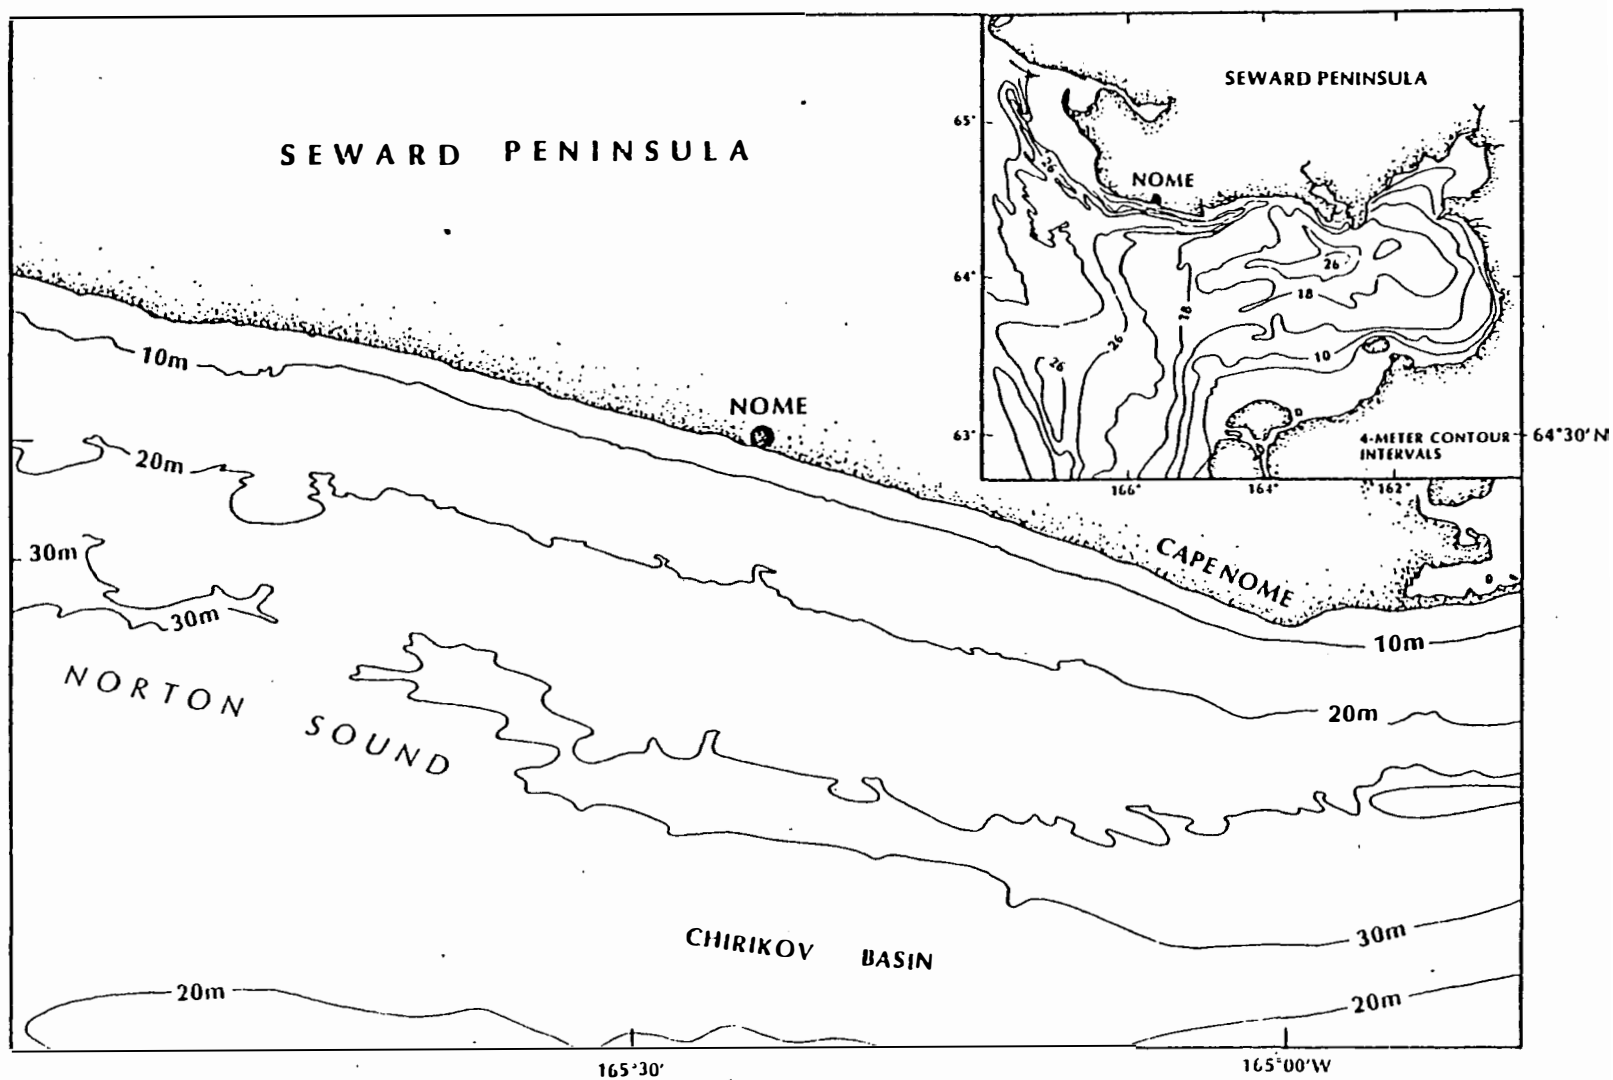 SEWARD PENINSULA
SEWARD PENINSULA
65°
26
NOME
64°
26
18
18
26
26
10
63°
4-METER CONTOUR
INTERVALS
64°30'N
166°
164°
162°
10m
NOME
20m
30m
30m
CAPE NOME
10m
NORTON SOUND
20m
CHIRIKOV BASIN
30m
20m
20m
165°30'
165°00'W